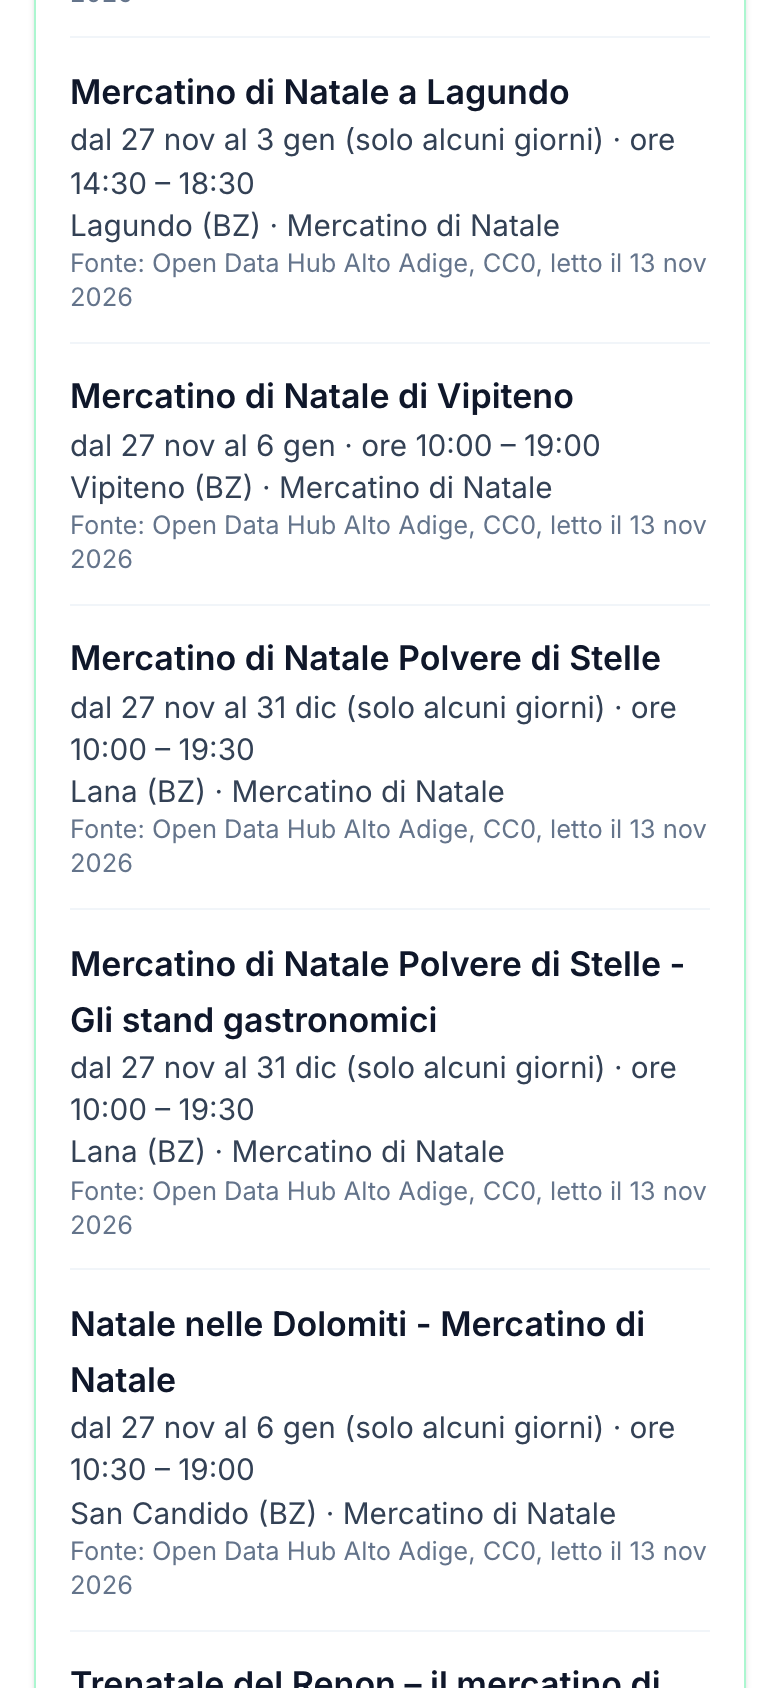 2026
Mercatino di Natale a Lagundo
dal 27 nov al 3 gen (solo alcuni giorni) · ore
14:30 – 18:30
Lagundo (BZ) · Mercatino di Natale
Fonte: Open Data Hub Alto Adige, CC0, letto il 13 nov
2026
Mercatino di Natale di Vipiteno
dal 27 nov al 6 gen · ore 10:00 – 19:00
Vipiteno (BZ) · Mercatino di Natale
Fonte: Open Data Hub Alto Adige, CC0, letto il 13 nov
2026
Mercatino di Natale Polvere di Stelle
dal 27 nov al 31 dic (solo alcuni giorni) · ore
10:00 – 19:30
Lana (BZ) · Mercatino di Natale
Fonte: Open Data Hub Alto Adige, CC0, letto il 13 nov
2026
Mercatino di Natale Polvere di Stelle -
Gli stand gastronomici
dal 27 nov al 31 dic (solo alcuni giorni) · ore
10:00 – 19:30
Lana (BZ) · Mercatino di Natale
Fonte: Open Data Hub Alto Adige, CC0, letto il 13 nov
2026
Natale nelle Dolomiti - Mercatino di
Natale
dal 27 nov al 6 gen (solo alcuni giorni) · ore
10:30 – 19:00
San Candido (BZ) · Mercatino di Natale
Fonte: Open Data Hub Alto Adige, CC0, letto il 13 nov
2026
Trenatale del Renon – il mercatino di